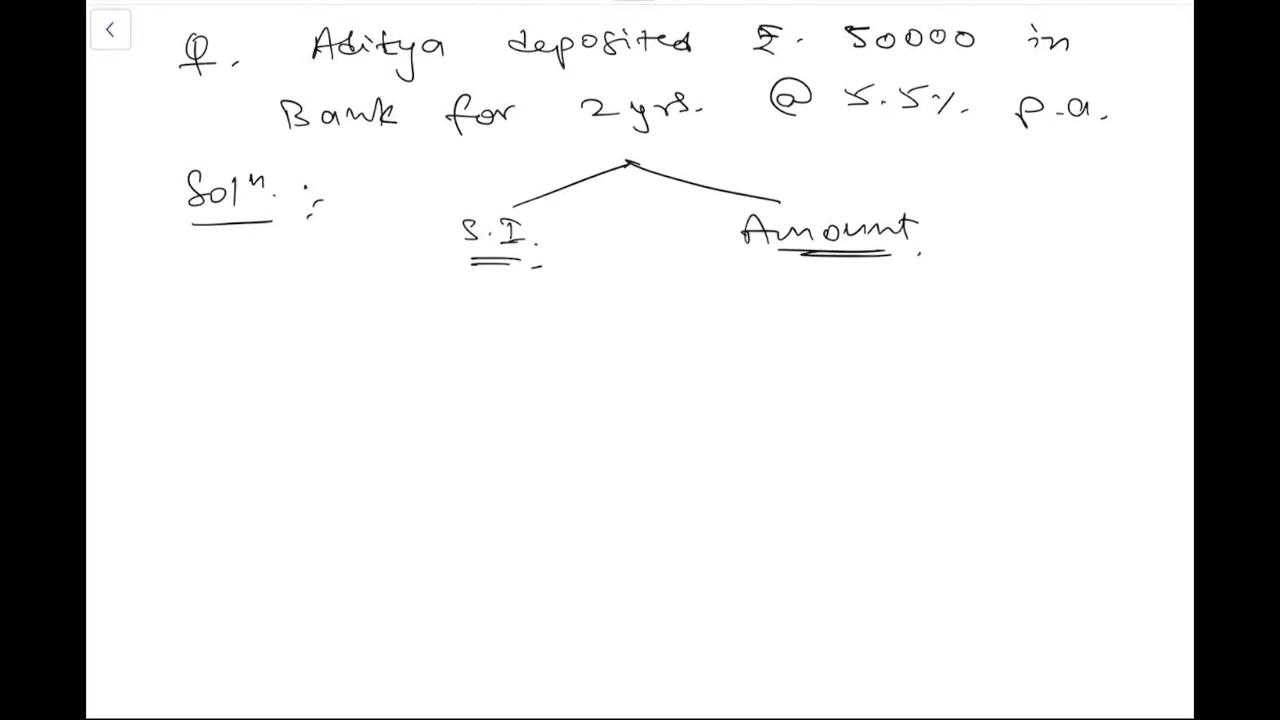 Q. Aditya deposited ₹. 50000 in
Bank for 2 yrs. @ 5.5%. p.a.
Solⁿ. :
S.I. Amount.